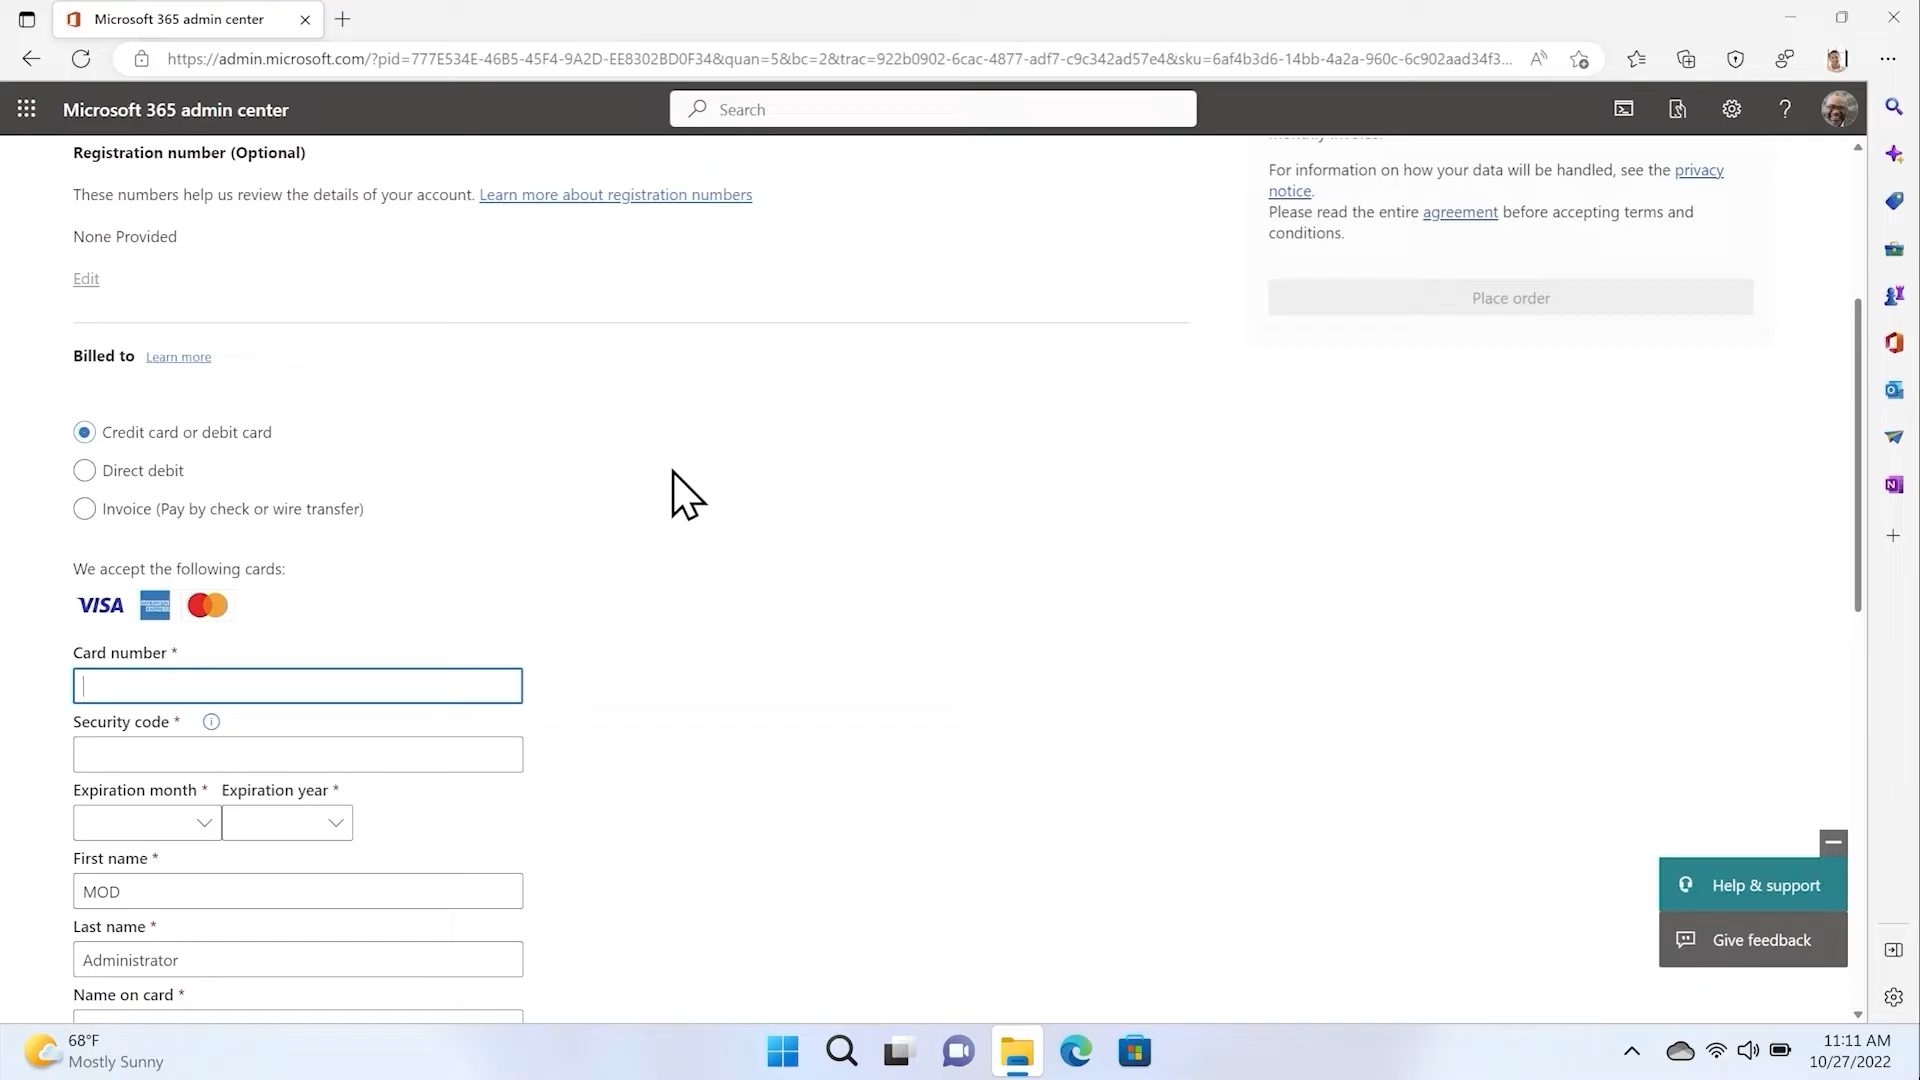 Microsoft 365 admin center
https://admin.microsoft.com/?pid=777E534E-46B5-45F4-9A2D-EE8302BD0F34&quan=5&bc=2&trac=922b0902-6cac-4877-adf7-c9c342ad57e4&sku=6af4b3d6-14bb-4a2a-960c-6c902aad34f3...
Microsoft 365 admin center
Search
Registration number (Optional)
These numbers help us review the details of your account. Learn more about registration numbers
None Provided
Edit
Billed to Learn more
Credit card or debit card
Direct debit
Invoice (Pay by check or wire transfer)
We accept the following cards:
VISA
Card number *
Security code *
Expiration month * Expiration year *
First name *
MOD
Last name *
Administrator
Name on card *
For information on how your data will be handled, see the privacy
notice.
Please read the entire agreement before accepting terms and
conditions.
Place order
Help & support
Give feedback
68°F
Mostly Sunny
11:11 AM
10/27/2022